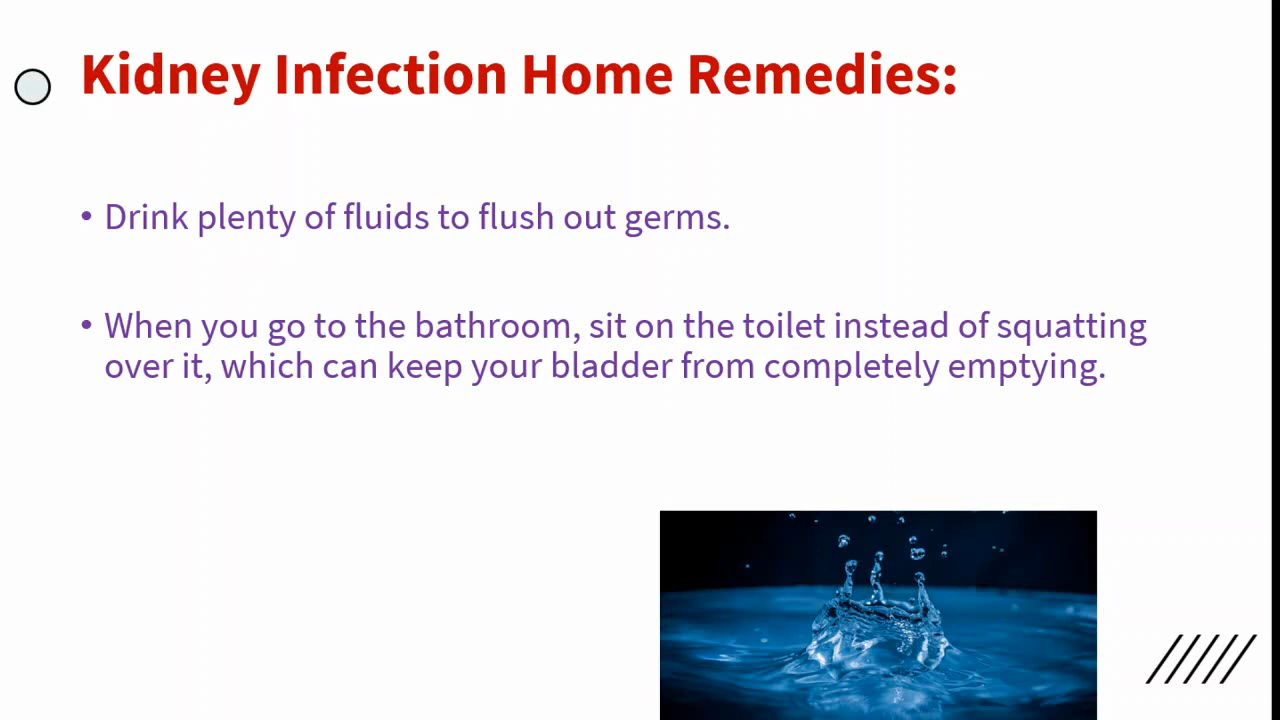 Kidney Infection Home Remedies:
• Drink plenty of fluids to flush out germs.
• When you go to the bathroom, sit on the toilet instead of squatting
over it, which can keep your bladder from completely emptying.